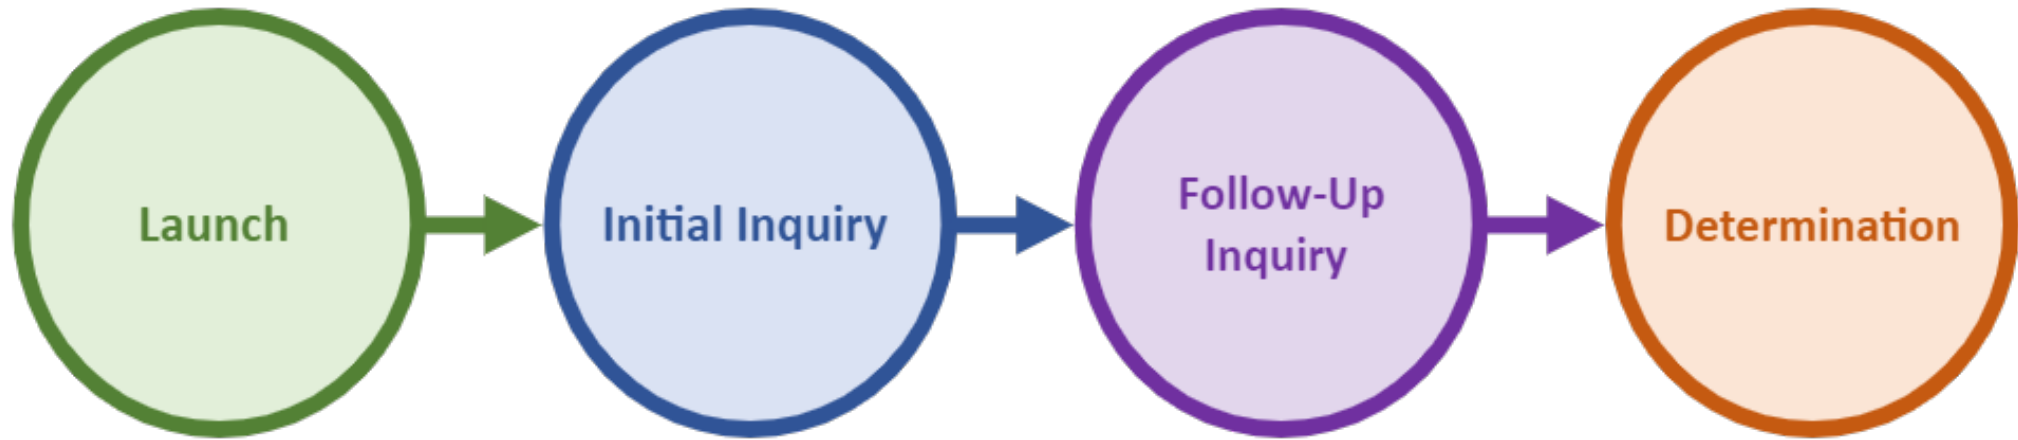 Launch
Initial Inquiry
Follow-Up
Inquiry
Determination